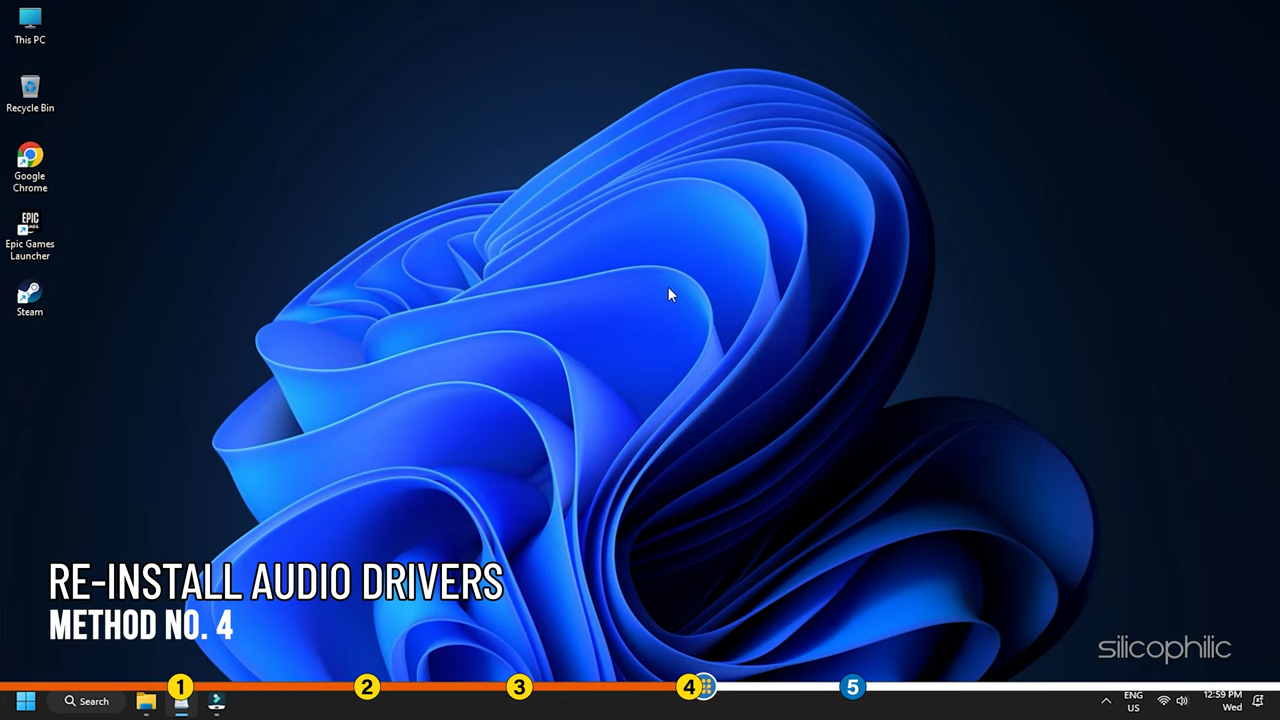 This PC
Recycle Bin
Google
Chrome
EPIC
Epic Games
Launcher
Steam
RE-INSTALL AUDIO DRIVERS
METHOD NO. 4
silicophilic
1
2
3
4
5
Search
ENG
US
12:59 PM
Wed